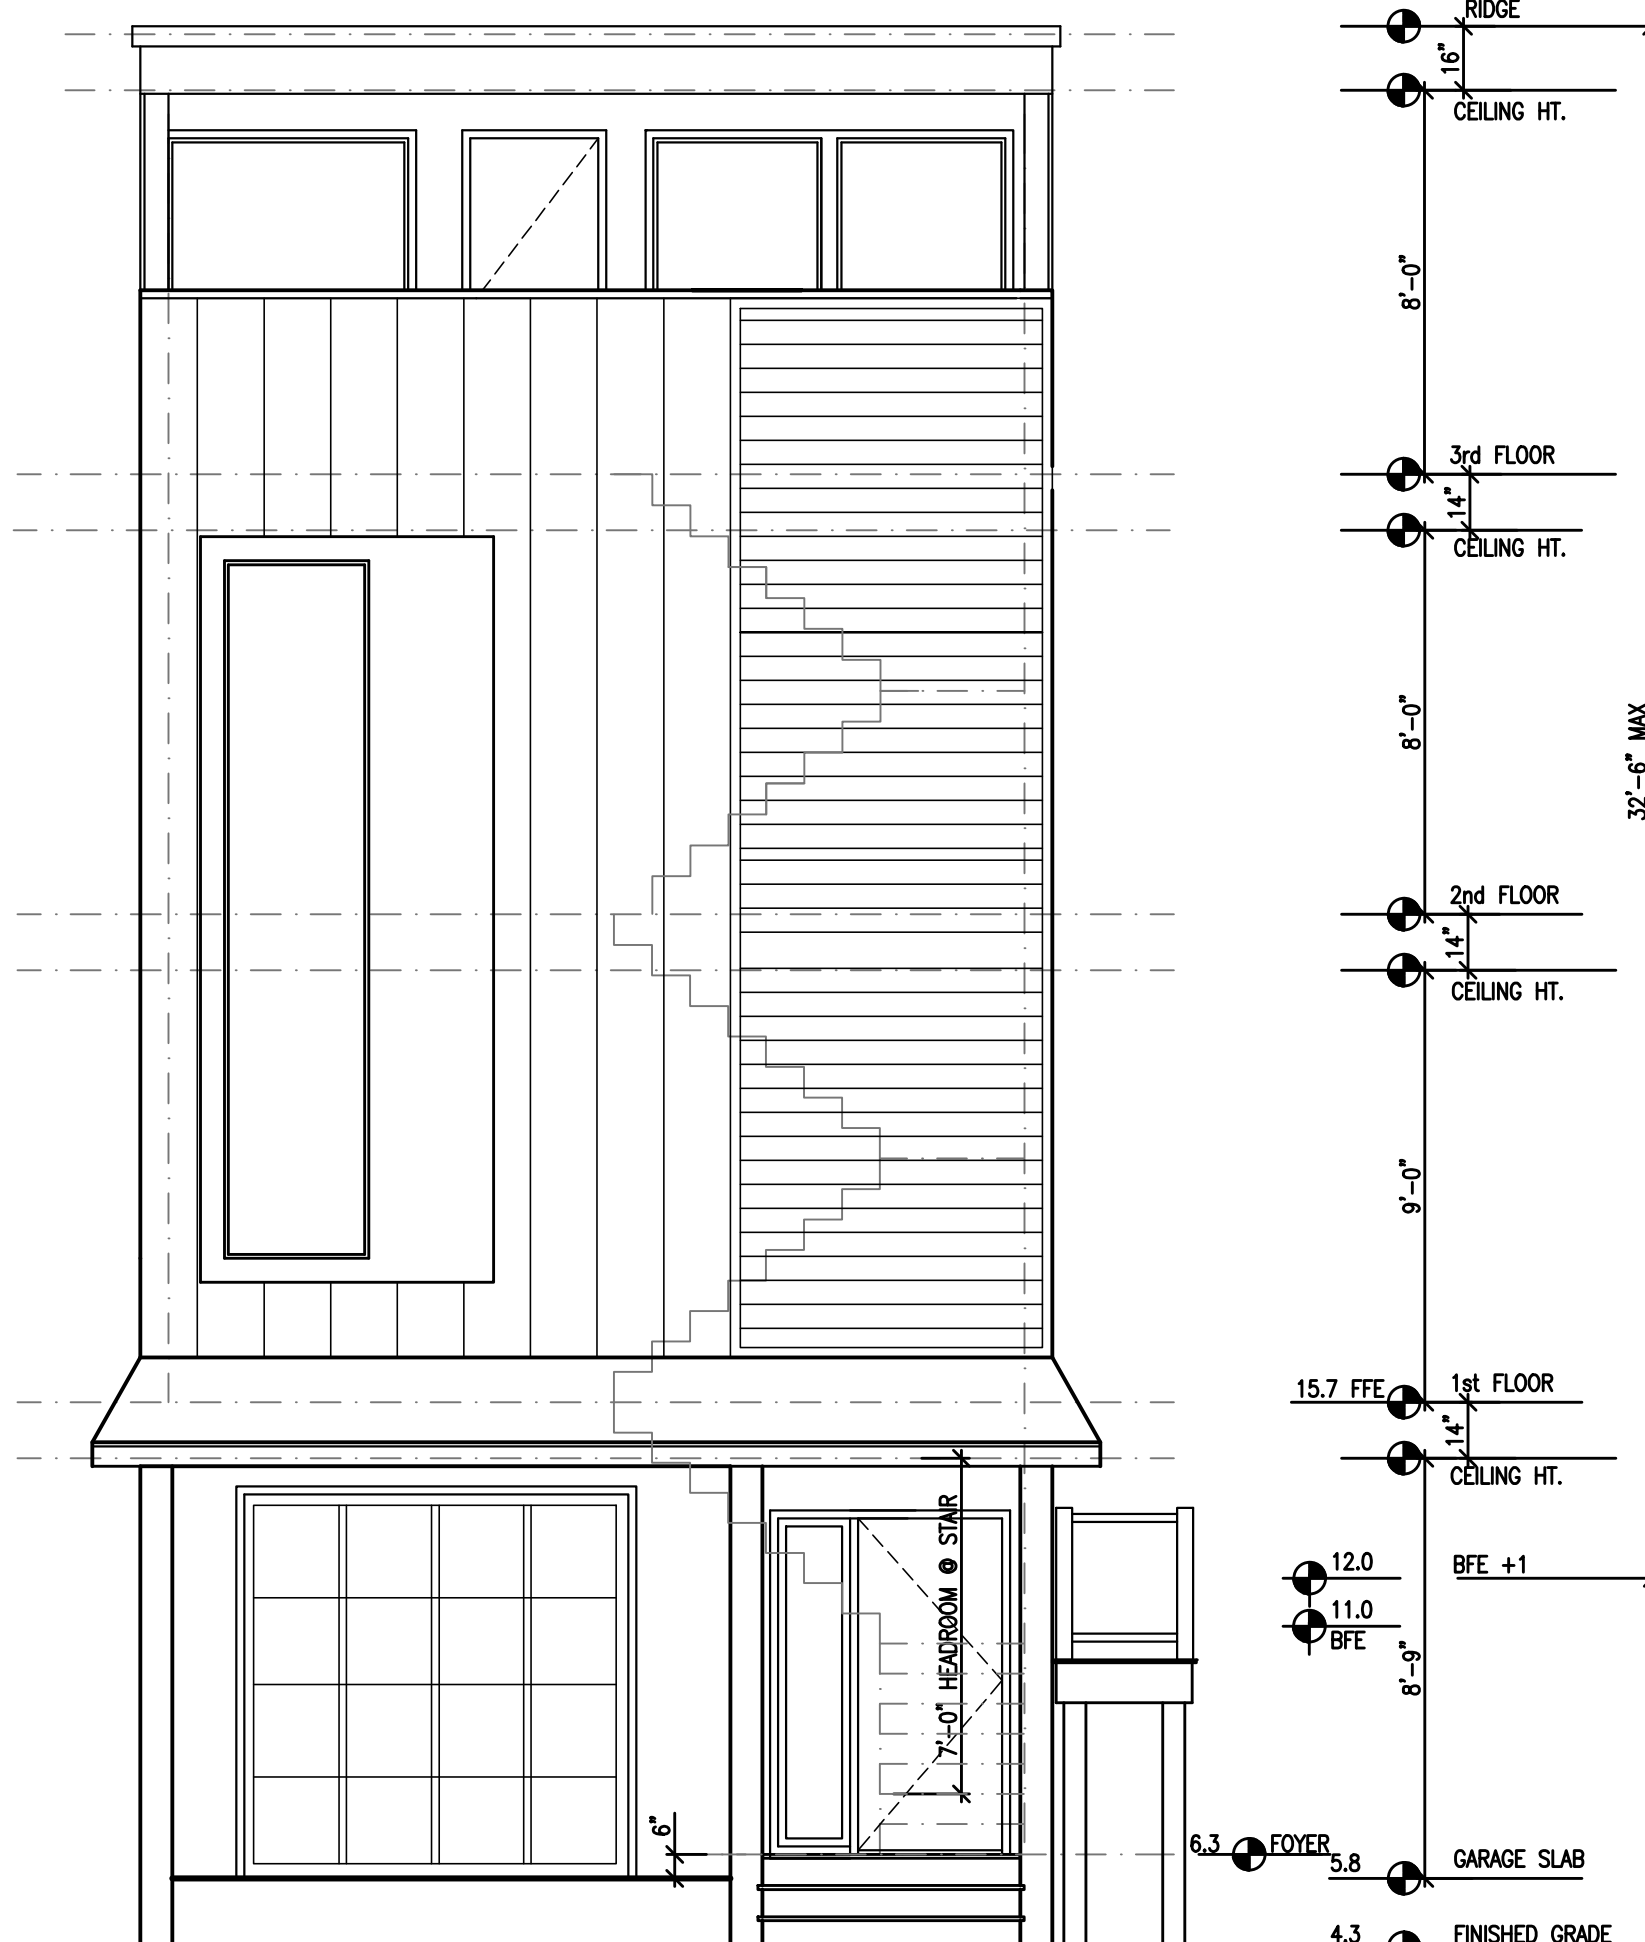 RIDGE
16"
CEILING HT.
8'-0"
3rd FLOOR
14"
CEILING HT.
8'-0"
32'-6" MAX
2nd FLOOR
14"
CEILING HT.
9'-0"
15.7 FFE
1st FLOOR
14"
CEILING HT.
7'-0" HEADROOM @ STAIR
12.0
BFE +1
11.0
BFE
8'-9"
6"
6.3
FOYER
5.8
GARAGE SLAB
4.3
FINISHED GRADE